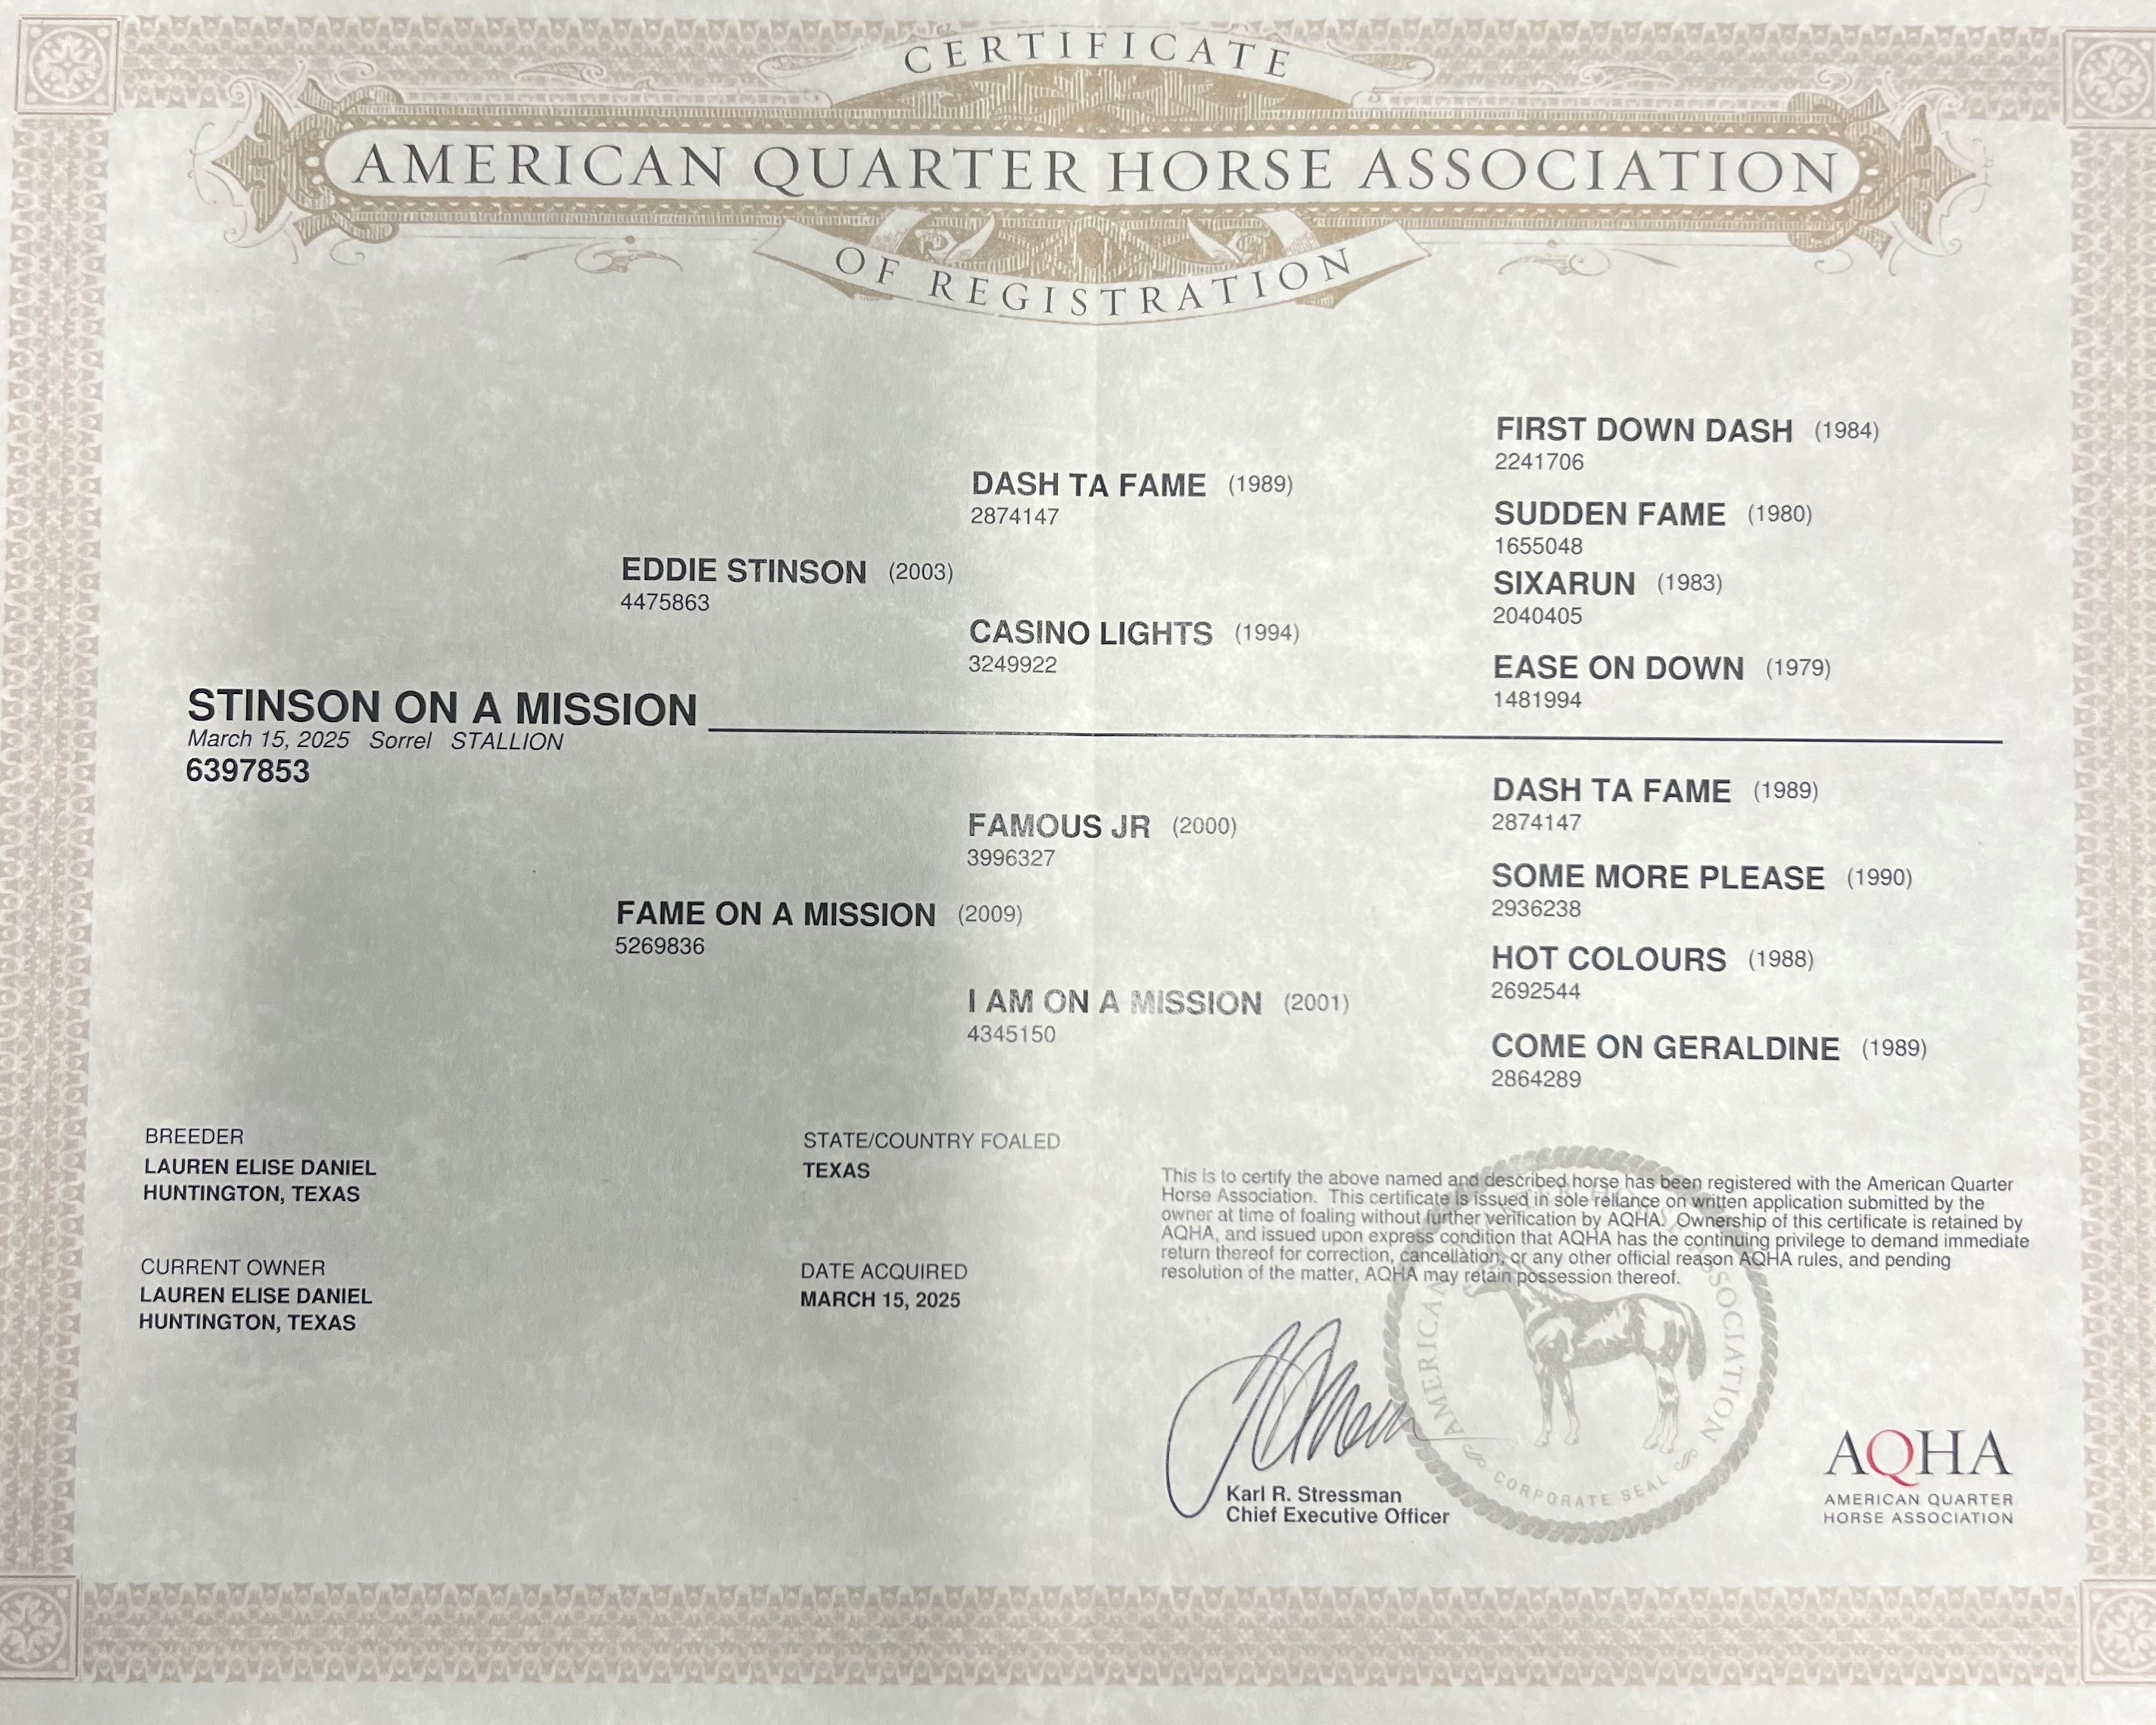 CERTIFICATE
AMERICAN QUARTER HORSE ASSOCIATION
OF REGISTRATION
FIRST DOWN DASH (1984)
2241706
DASH TA FAME (1989)
2874147
SUDDEN FAME (1980)
1655048
EDDIE STINSON (2003)
4475863
SIXARUN (1983)
2040405
CASINO LIGHTS (1994)
3249922
EASE ON DOWN (1979)
1481994
STINSON ON A MISSION
March 15, 2025 Sorrel STALLION
6397853
DASH TA FAME (1989)
2874147
FAMOUS JR (2000)
3996327
SOME MORE PLEASE (1990)
2936238
FAME ON A MISSION (2009)
5269836
HOT COLOURS (1988)
2692544
I AM ON A MISSION (2001)
4345150
COME ON GERALDINE (1989)
2864289
BREEDER
LAUREN ELISE DANIEL
HUNTINGTON, TEXAS
STATE/COUNTRY FOALED
TEXAS
CURRENT OWNER
LAUREN ELISE DANIEL
HUNTINGTON, TEXAS
DATE ACQUIRED
MARCH 15, 2025
This is to certify the above named and described horse has been registered with the American Quarter
Horse Association. This certificate is issued in sole reliance on written application submitted by the
owner at time of foaling without further verification by AQHA. Ownership of this certificate is retained by
AQHA, and issued upon express condition that AQHA has the continuing privilege to demand immediate
return thereof for correction, cancellation, or any other official reason AQHA rules, and pending
resolution of the matter, AQHA may retain possession thereof.
Karl R. Stressman
Chief Executive Officer
AMERICAN ASSOCIATION
CORPORATE SEAL
AQHA
AMERICAN QUARTER
HORSE ASSOCIATION